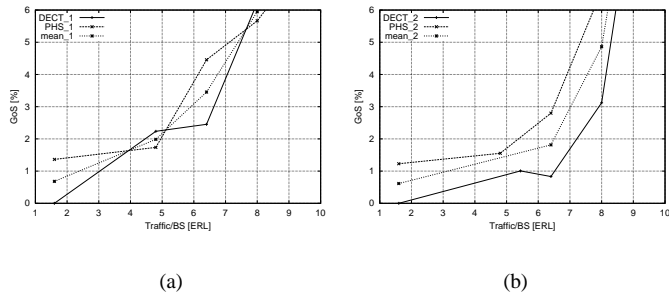 DECT_1
PHS_1
mean_1
GoS [%]
6
5
4
3
2
1
0
1 2 3 4 5 6 7 8 9 10
Traffic/BS [ERL]
(a)
DECT_2
PHS_2
mean_2
GoS [%]
6
5
4
3
2
1
0
1 2 3 4 5 6 7 8 9 10
Traffic/BS [ERL]
(b)